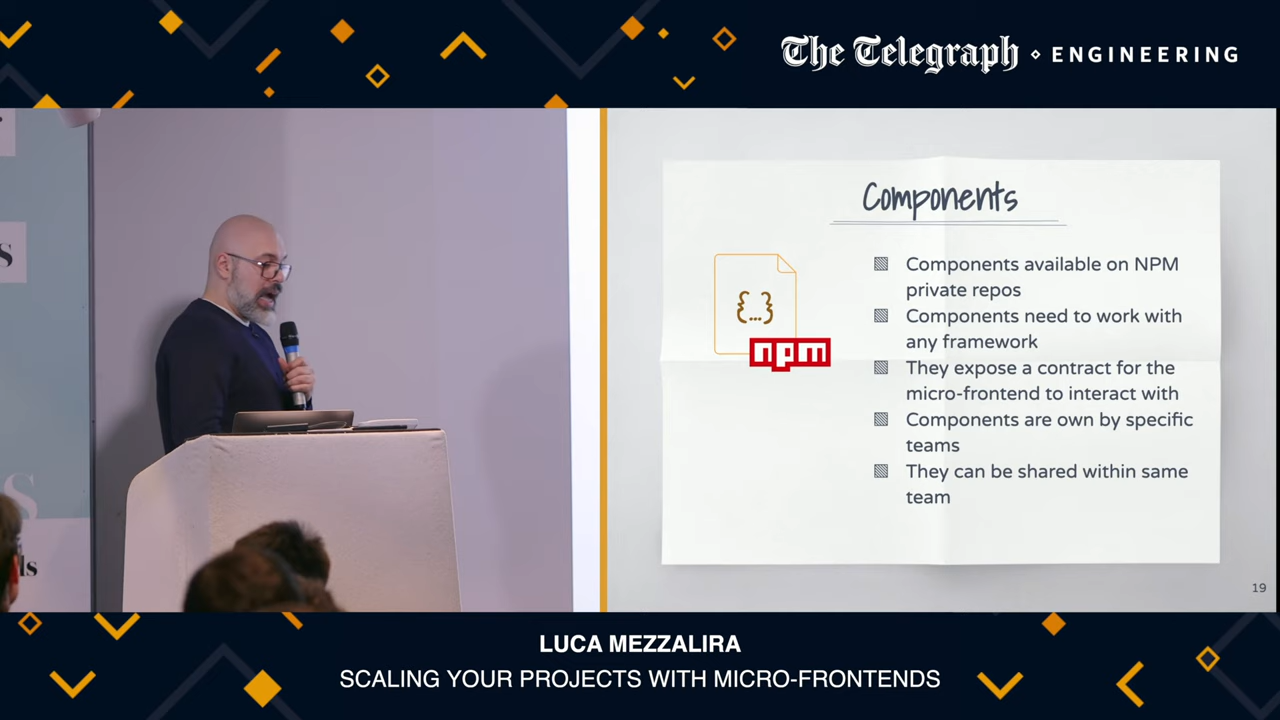 The Telegraph ENGINEERING
s
ls
Components
{...}
npm
Components available on NPM
private repos
Components need to work with
any framework
They expose a contract for the
micro-frontend to interact with
Components are own by specific
teams
They can be shared within same
team
19
LUCA MEZZALIRA
SCALING YOUR PROJECTS WITH MICRO-FRONTENDS